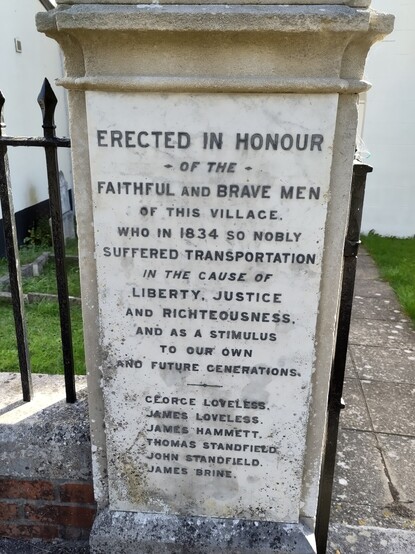 ERECTED IN HONOUR
- OF THE -
FAITHFUL AND BRAVE MEN
OF THIS VILLAGE,
WHO IN 1834 SO NOBLY
SUFFERED TRANSPORTATION
IN THE CAUSE OF
LIBERTY, JUSTICE
AND RIGHTEOUSNESS,
AND AS A STIMULUS
TO OUR OWN
AND FUTURE GENERATIONS.
GEORGE LOVELESS.
JAMES LOVELESS.
JAMES HAMMETT.
THOMAS STANDFIELD.
JOHN STANDFIELD.
JAMES BRINE.